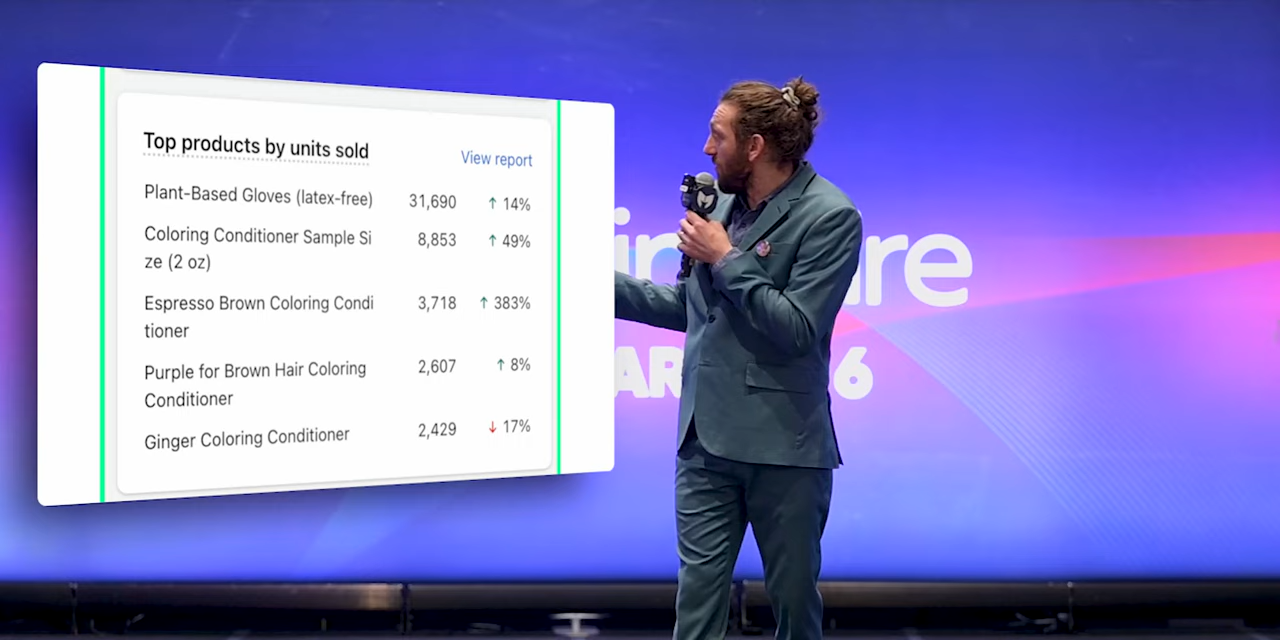 Top products by units sold
View report
Plant-Based Gloves (latex-free) 31,690 ↑ 14%
Coloring Conditioner Sample Si 8,853 ↑ 49%
ze (2 oz)
Espresso Brown Coloring Condi 3,718 ↑ 383%
tioner
Purple for Brown Hair Coloring 2,607 ↑ 8%
Conditioner
Ginger Coloring Conditioner 2,429 ↓ 17%